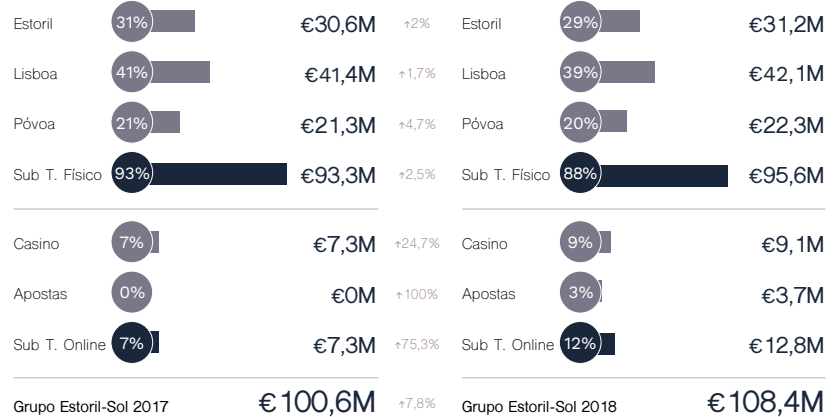 Estoril 31% €30,6M ↑2% Estoril 29% €31,2M
Lisboa 41% €41,4M ↑1,7% Lisboa 39% €42,1M
Póvoa 21% €21,3M ↑4,7% Póvoa 20% €22,3M
Sub T. Físico 93% €93,3M ↑2,5% Sub T. Físico 88% €95,6M
Casino 7% €7,3M ↑24,7% Casino 9% €9,1M
Apostas 0% €0M ↑100% Apostas 3% €3,7M
Sub T. Online 7% €7,3M ↑75,3% Sub T. Online 12% €12,8M
Grupo Estoril-Sol 2017 €100,6M ↑7,8% Grupo Estoril-Sol 2018 €108,4M